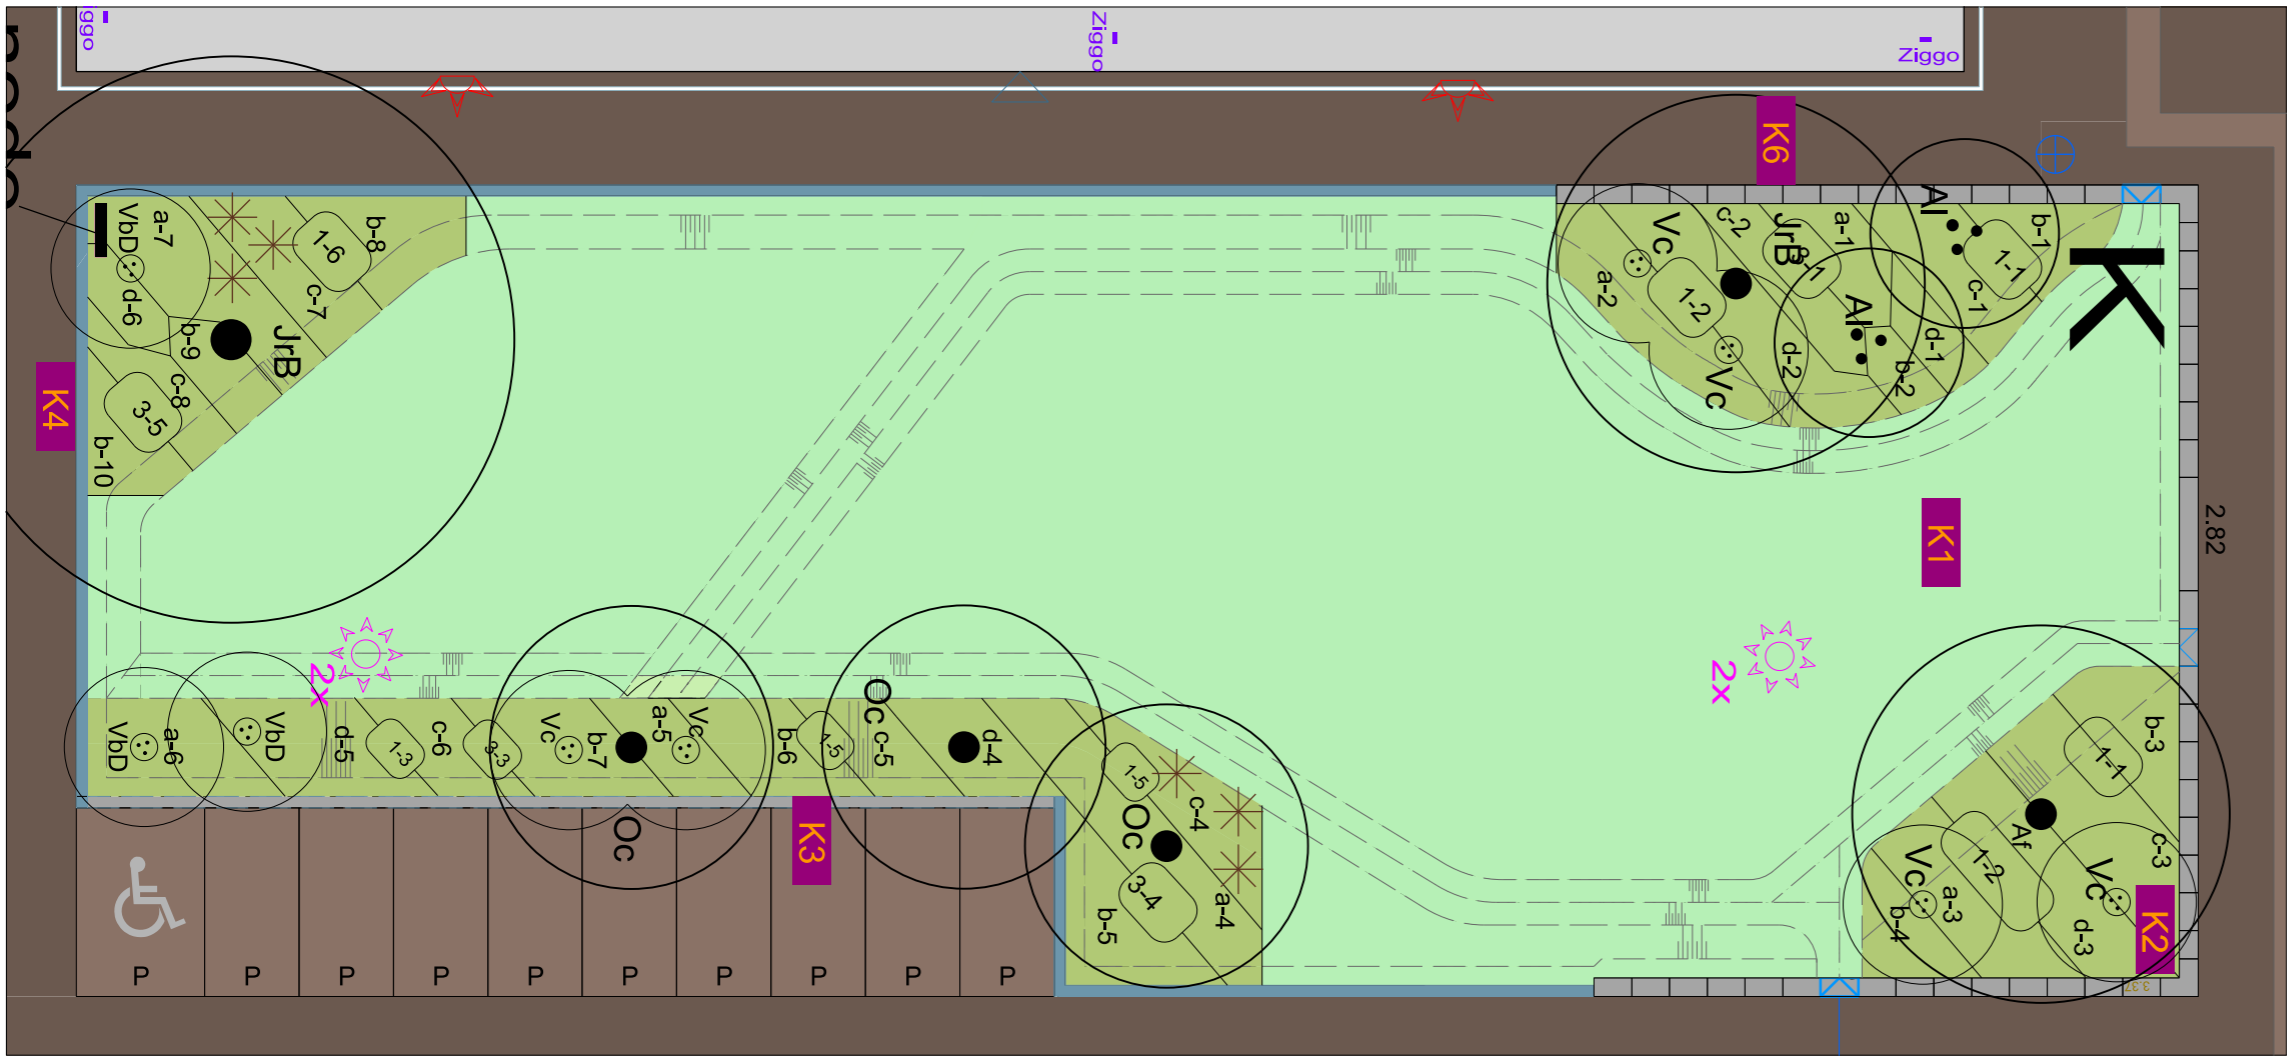 Ziggo
Ziggo
Ziggo
K6
VbD
a-7
1-6
b-8
d-6
c-7
b-9
JrB
c-8
3-5
b-10
K4
Vc
c-2
JrB
a-1
Al
b-1
3-1
1-1
a-2
1-2
c-1
Al
d-1
d-2
b-2
Vc
K
K1
2.82
2x
2x
VbD
a-6
VbD
d-5
1-3
c-6
3-3
Vc
b-7
a-5
Vc
b-6
1-5
Oc
c-5
d-4
Oc
K3
1-5
Oc
c-4
3-4
a-4
b-5
b-3
1-1
Af
c-3
Vc
1-2
a-3
b-4
Vc
d-3
K2
3.37
P
P
P
P
P
P
P
P
P
P